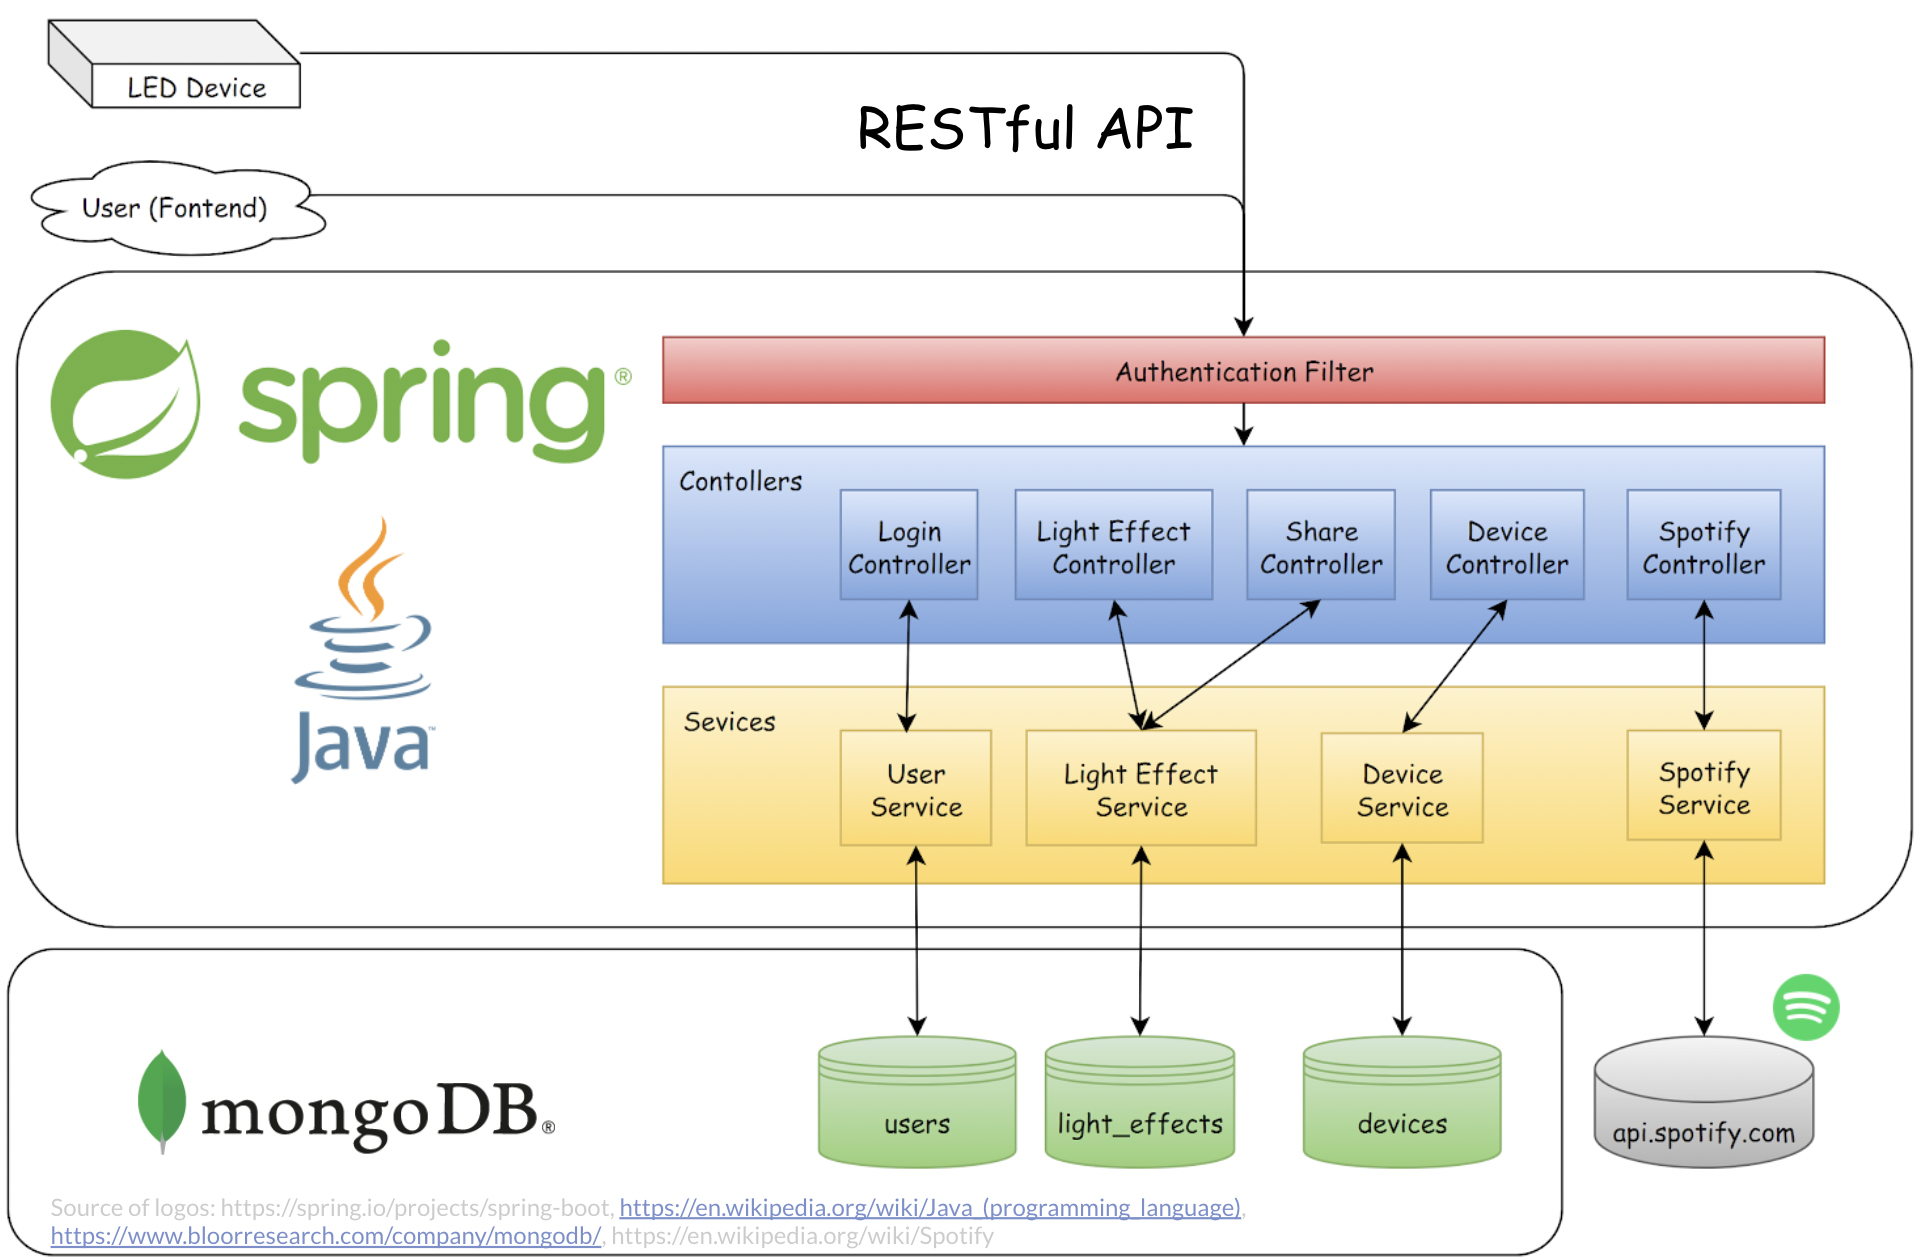 LED Device
RESTful API
User (Fontend)
spring®
Authentication Filter
Contollers
Login
Controller
Light Effect
Controller
Share
Controller
Device
Controller
Spotify
Controller
Java™
Sevices
User
Service
Light Effect
Service
Device
Service
Spotify
Service
mongoDB®
users
light_effects
devices
api.spotify.com
Source of logos: https://spring.io/projects/spring-boot, https://en.wikipedia.org/wiki/Java_(programming_language),
https://www.bloorresearch.com/company/mongodb/, https://en.wikipedia.org/wiki/Spotify